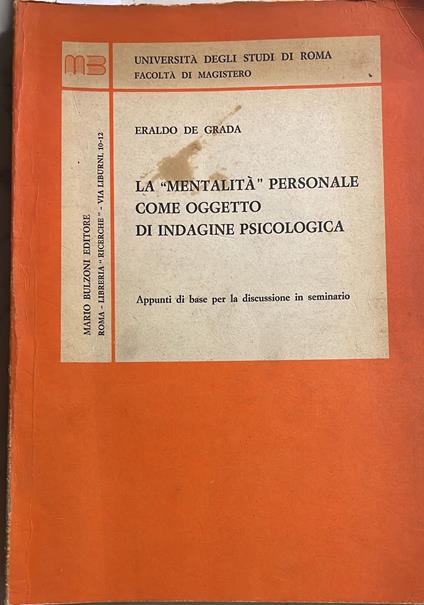 MB
UNIVERSITÀ DEGLI STUDI DI ROMA
FACOLTÀ DI MAGISTERO
ERALDO DE GRADA
LA “MENTALITÀ” PERSONALE
COME OGGETTO
DI INDAGINE PSICOLOGICA
Appunti di base per la discussione in seminario
MARIO BULZONI EDITORE
ROMA - LIBRERIA “RICERCHE” - VIA LIBURNI, 10-12